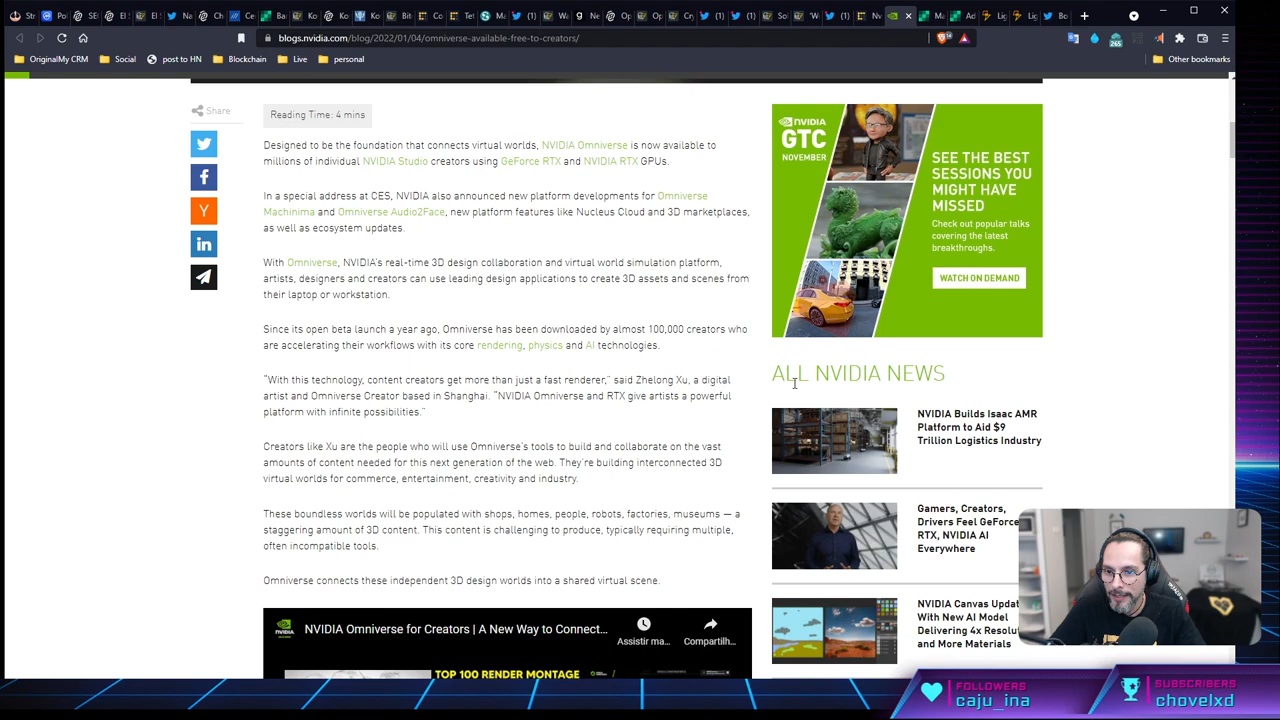 blogs.nvidia.com/blog/2022/01/04/omniverse-available-free-to-creators/
OriginalMy CRM
Social
post to HN
Blockchain
Live
personal
Other bookmarks
Share
Reading Time: 4 mins
Designed to be the foundation that connects virtual worlds, NVIDIA Omniverse is now available to
millions of individual NVIDIA Studio creators using GeForce RTX and NVIDIA RTX GPUs.
In a special address at CES, NVIDIA also announced new platform developments for Omniverse
Machinima and Omniverse Audio2Face, new platform features like Nucleus Cloud and 3D marketplaces,
as well as ecosystem updates.
With Omniverse, NVIDIA's real-time 3D design collaboration and virtual world simulation platform,
artists, designers and creators can use leading design applications to create 3D assets and scenes from
their laptop or workstation.
Since its open beta launch a year ago, Omniverse has been downloaded by almost 100,000 creators who
are accelerating their workflows with its core rendering, physics and AI technologies.
“With this technology, content creators get more than just a fast renderer,” said Zhelong Xu, a digital
artist and Omniverse Creator based in Shanghai. “NVIDIA Omniverse and RTX give artists a powerful
platform with infinite possibilities.”
Creators like Xu are the people who will use Omniverse's tools to build and collaborate on the vast
amounts of content needed for this next generation of the web. They're building interconnected 3D
virtual worlds for commerce, entertainment, creativity and industry.
These boundless worlds will be populated with shops, homes, people, robots, factories, museums — a
staggering amount of 3D content. This content is challenging to produce, typically requiring multiple,
often incompatible tools.
Omniverse connects these independent 3D design worlds into a shared virtual scene.
NVIDIA Omniverse for Creators | A New Way to Connect...
Assistir ma...
Compartilh...
TOP 100 RENDER MONTAGE
NVIDIA
GTC
NOVEMBER
SEE THE BEST
SESSIONS YOU
MIGHT HAVE
MISSED
Check out popular talks
covering the latest
breakthroughs.
WATCH ON DEMAND
ALL NVIDIA NEWS
NVIDIA Builds Isaac AMR
Platform to Aid $9
Trillion Logistics Industry
Gamers, Creators,
Drivers Feel GeForce
RTX, NVIDIA AI
Everywhere
NVIDIA Canvas Updat
With New AI Model
Delivering 4x Resolut
and More Materials
FOLLOWERS
caju_ina
SUBSCRIBERS
chovelxd